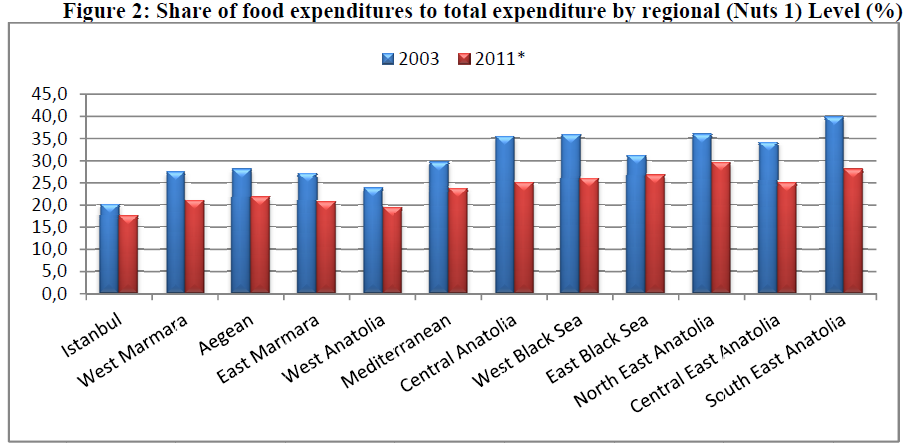 Figure 2: Share of food expenditures to total expenditure by regional (Nuts 1) Level (%)
2003 2011*
45,0
40,0
35,0
30,0
25,0
20,0
15,0
10,0
5,0
0,0
Istanbul
West Marmara
Aegean
East Marmara
West Anatolia
Mediterranean
Central Anatolia
West Black Sea
East Black Sea
North East Anatolia
Central East Anatolia
South East Anatolia